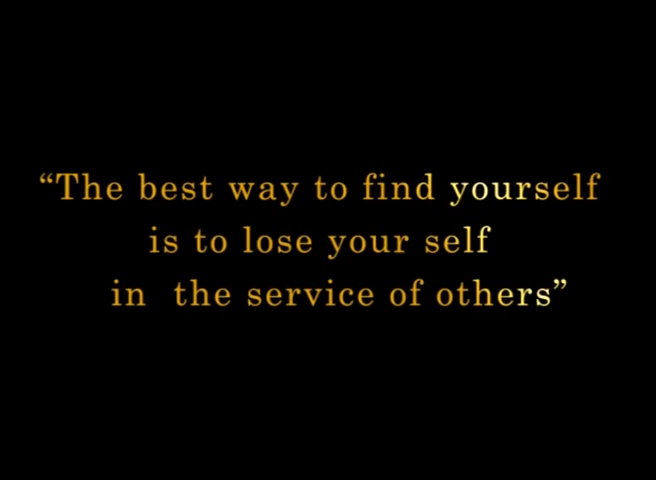 “The best way to find yourself
is to lose your self
in the service of others”